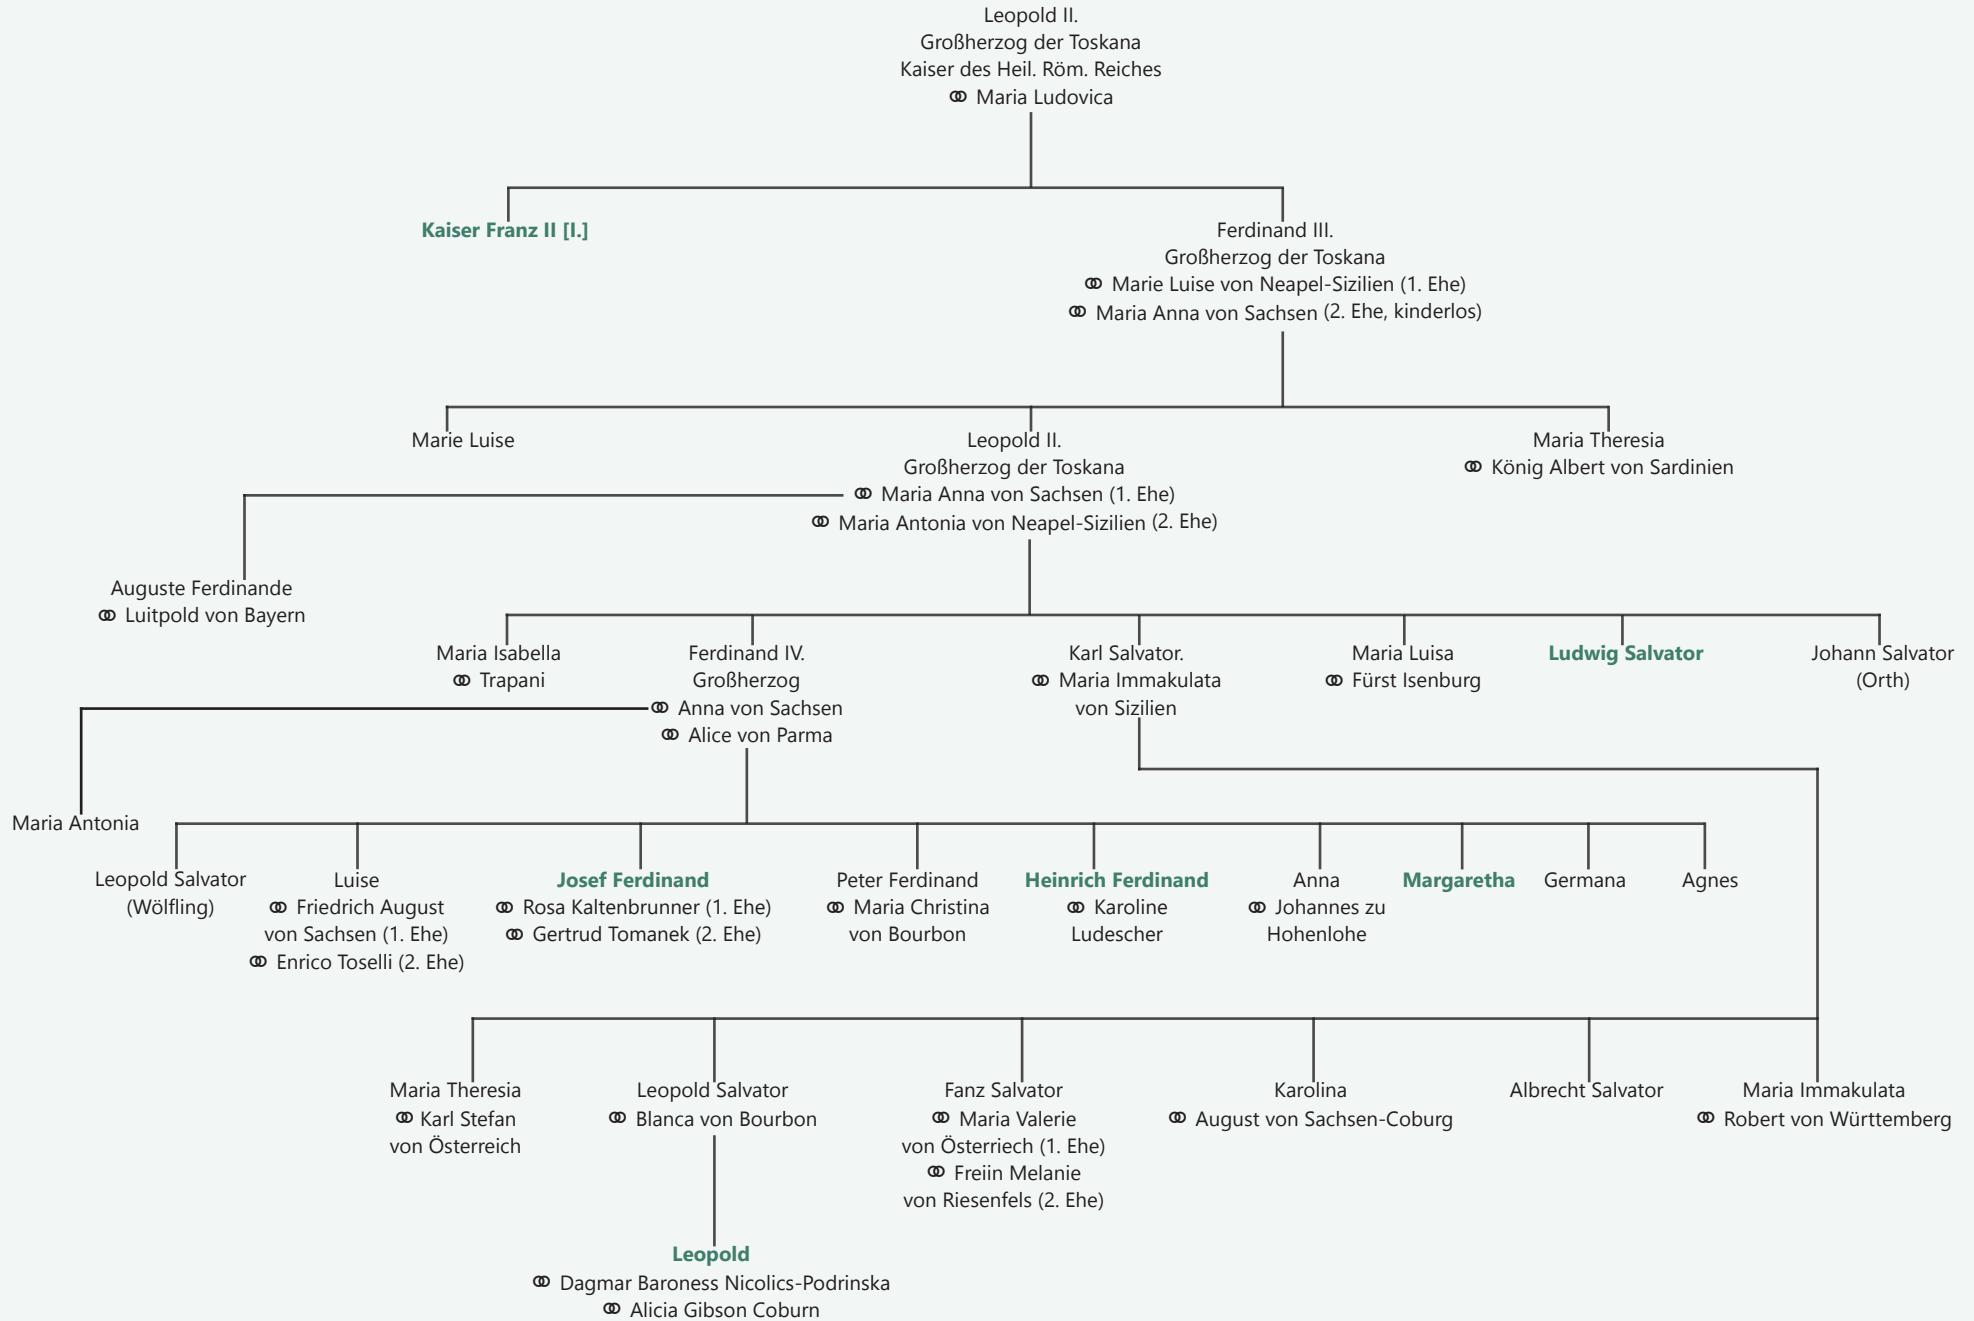 Leopold II.
Großherzog der Toskana
Kaiser des Heil. Röm. Reiches
⚭ Maria Ludovica
Kaiser Franz II [I.]
Ferdinand III.
Großherzog der Toskana
⚭ Marie Luise von Neapel-Sizilien (1. Ehe)
⚭ Maria Anna von Sachsen (2. Ehe, kinderlos)
Marie Luise
Leopold II.
Großherzog der Toskana
⚭ Maria Anna von Sachsen (1. Ehe)
⚭ Maria Antonia von Neapel-Sizilien (2. Ehe)
Maria Theresia
⚭ König Albert von Sardinien
Auguste Ferdinande
⚭ Luitpold von Bayern
Maria Isabella
⚭ Trapani
Ferdinand IV.
Großherzog
⚭ Anna von Sachsen
⚭ Alice von Parma
Karl Salvator.
⚭ Maria Immakulata
von Sizilien
Maria Luisa
⚭ Fürst Isenburg
Ludwig Salvator
Johann Salvator
(Orth)
Maria Antonia
Leopold Salvator
(Wölfling)
Luise
⚭ Friedrich August
von Sachsen (1. Ehe)
⚭ Enrico Toselli (2. Ehe)
Josef Ferdinand
⚭ Rosa Kaltenbrunner (1. Ehe)
⚭ Gertrud Tomanek (2. Ehe)
Peter Ferdinand
⚭ Maria Christina
von Bourbon
Heinrich Ferdinand
⚭ Karoline
Ludescher
Anna
⚭ Johannes zu
Hohenlohe
Margaretha
Germana
Agnes
Maria Theresia
⚭ Karl Stefan
von Österreich
Leopold Salvator
⚭ Blanca von Bourbon
Fanz Salvator
⚭ Maria Valerie
von Österriech (1. Ehe)
⚭ Freiin Melanie
von Riesenfels (2. Ehe)
Karolina
⚭ August von Sachsen-Coburg
Albrecht Salvator
Maria Immakulata
⚭ Robert von Württemberg
Leopold
⚭ Dagmar Baroness Nicolics-Podrinska
⚭ Alicia Gibson Coburn